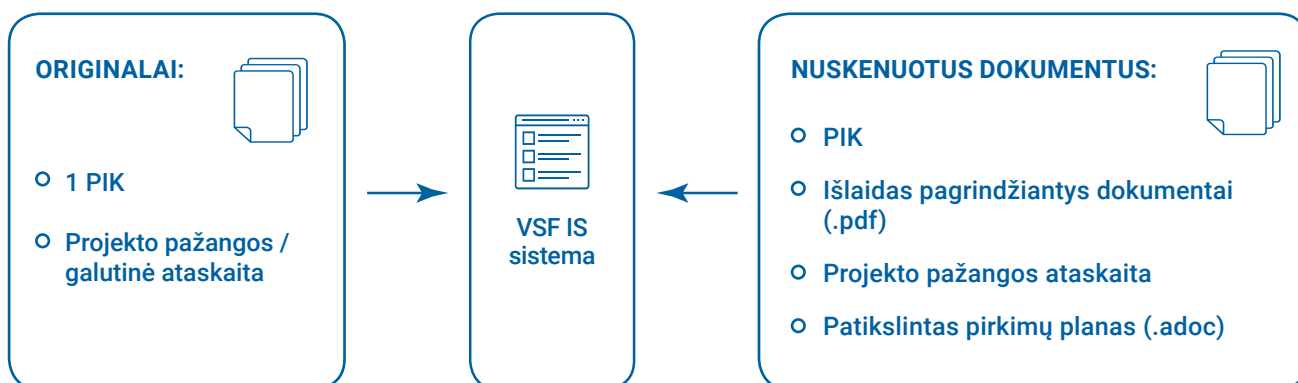 ORIGINALAI:
1 PIK
Projekto pažangos /
galutinė ataskaita
VSF IS
sistema
NUSKENUOTUS DOKUMENTUS:
PIK
Išlaidas pagrindžiantys dokumentai
(.pdf)
Projekto pažangos ataskaita
Patikslintas pirkimų planas (.adoc)